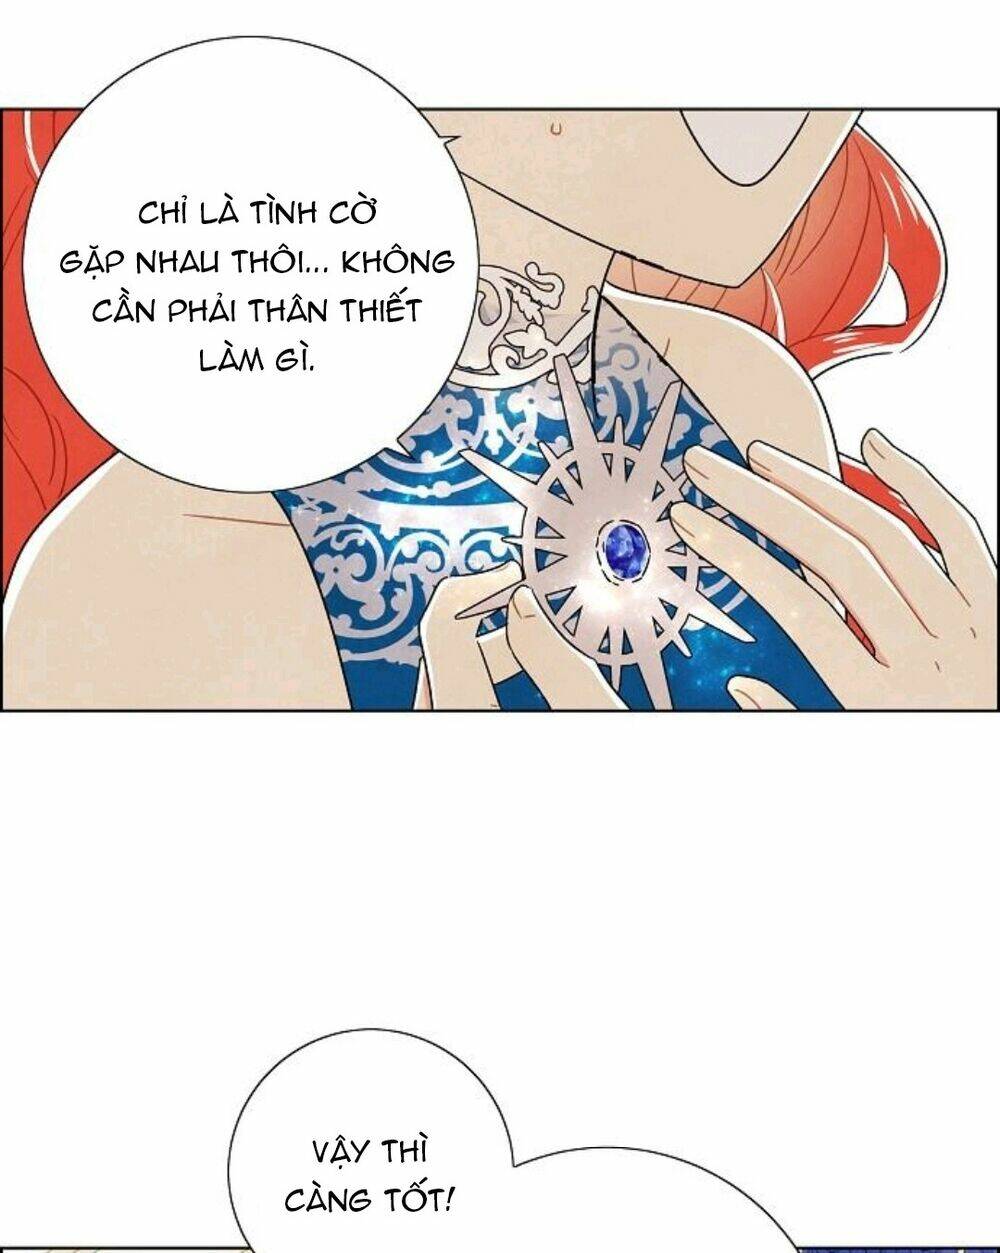 CHỈ LÀ TÌNH CỜ
GẶP NHAU THÔI... KHÔNG
CẦN PHẢI THÂN THIẾT
LÀM GÌ.
VẬY THÌ
CÀNG TỐT!